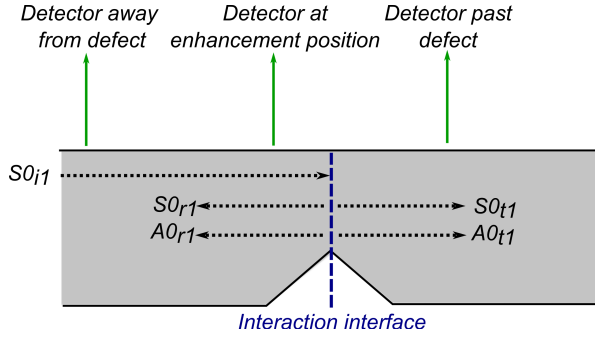 Detector away
from defect
Detector at
enhancement position
Detector past
defect
S0i1
S0r1
S0t1
A0r1
A0t1
Interaction interface